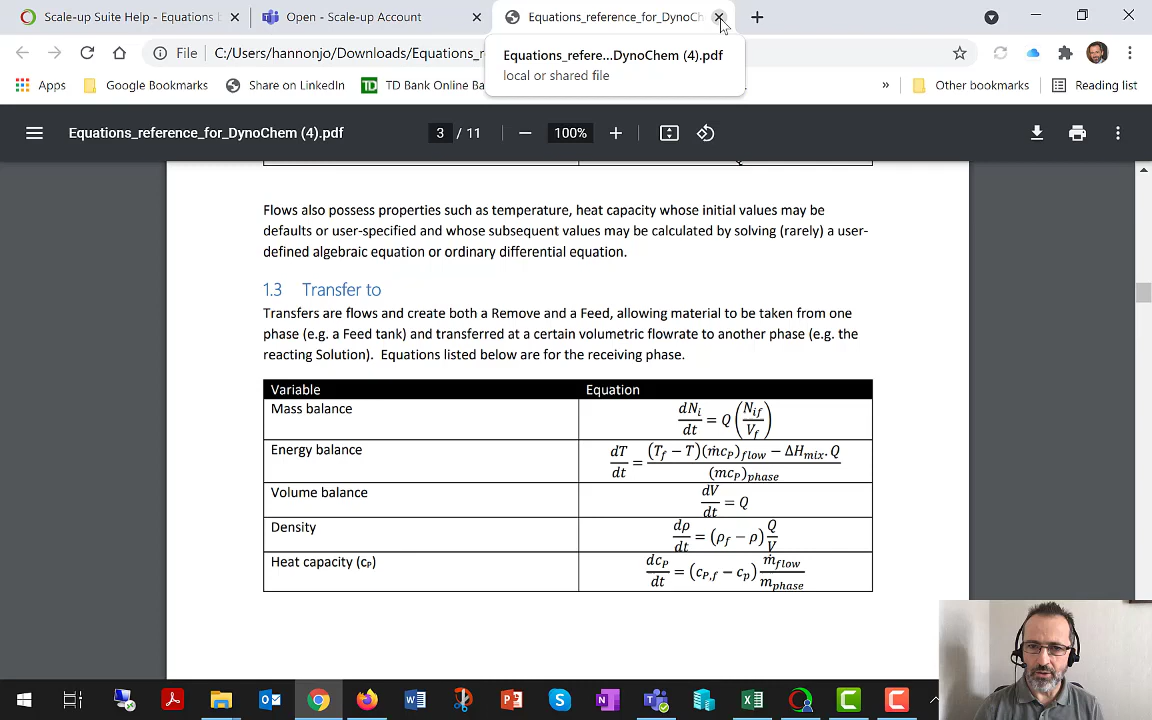 Scale-up Suite Help - Equations b
Open - Scale-up Account
Equations_reference_for_DynoCh
File
C:/Users/hannonjo/Downloads/Equations_re
Equations_refere...DynoChem (4).pdf
local or shared file
Apps
Google Bookmarks
Share on LinkedIn
TD Bank Online Ba
»
Other bookmarks
Reading list
Equations_reference_for_DynoChem (4).pdf
3 / 11
100%
Flows also possess properties such as temperature, heat capacity whose initial values may be
defaults or user-specified and whose subsequent values may be calculated by solving (rarely) a user-
defined algebraic equation or ordinary differential equation.
1.3 Transfer to
Transfers are flows and create both a Remove and a Feed, allowing material to be taken from one
phase (e.g. a Feed tank) and transferred at a certain volumetric flowrate to another phase (e.g. the
reacting Solution). Equations listed below are for the receiving phase.
Variable Equation
Mass balance dN_i/dt = Q (N_if/V_f)
Energy balance dT/dt = ((T_f − T)(ṁc_P)_flow − ΔH_mix.Q)/(mc_P)_phase
Volume balance dV/dt = Q
Density dρ/dt = (ρ_f − ρ) Q/V
Heat capacity (c_P) dc_P/dt = (c_P,f − c_p) ṁ_flow/m_phase